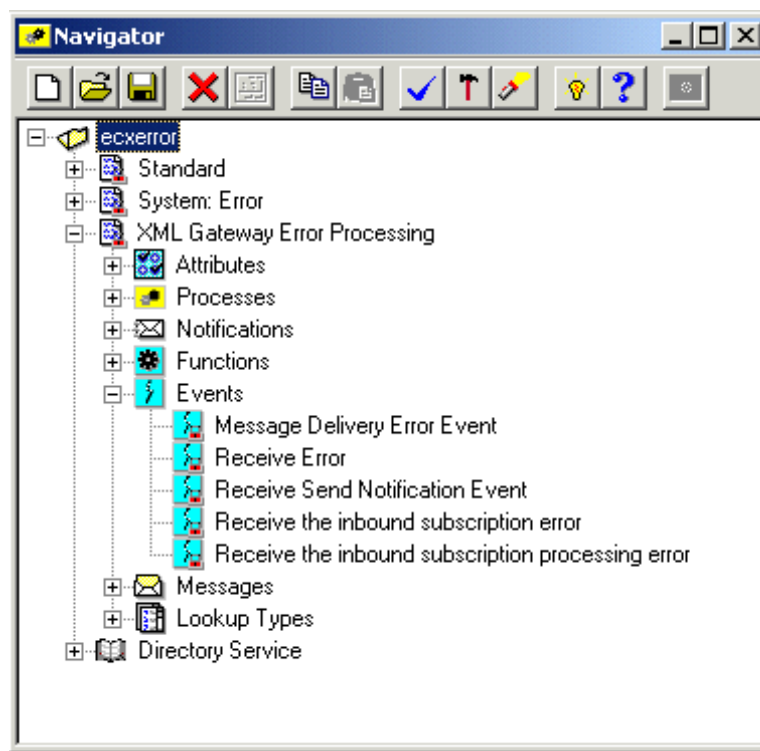 Navigator
ecxerror
Standard
System: Error
XML Gateway Error Processing
Attributes
Processes
Notifications
Functions
Events
Message Delivery Error Event
Receive Error
Receive Send Notification Event
Receive the inbound subscription error
Receive the inbound subscription processing error
Messages
Lookup Types
Directory Service